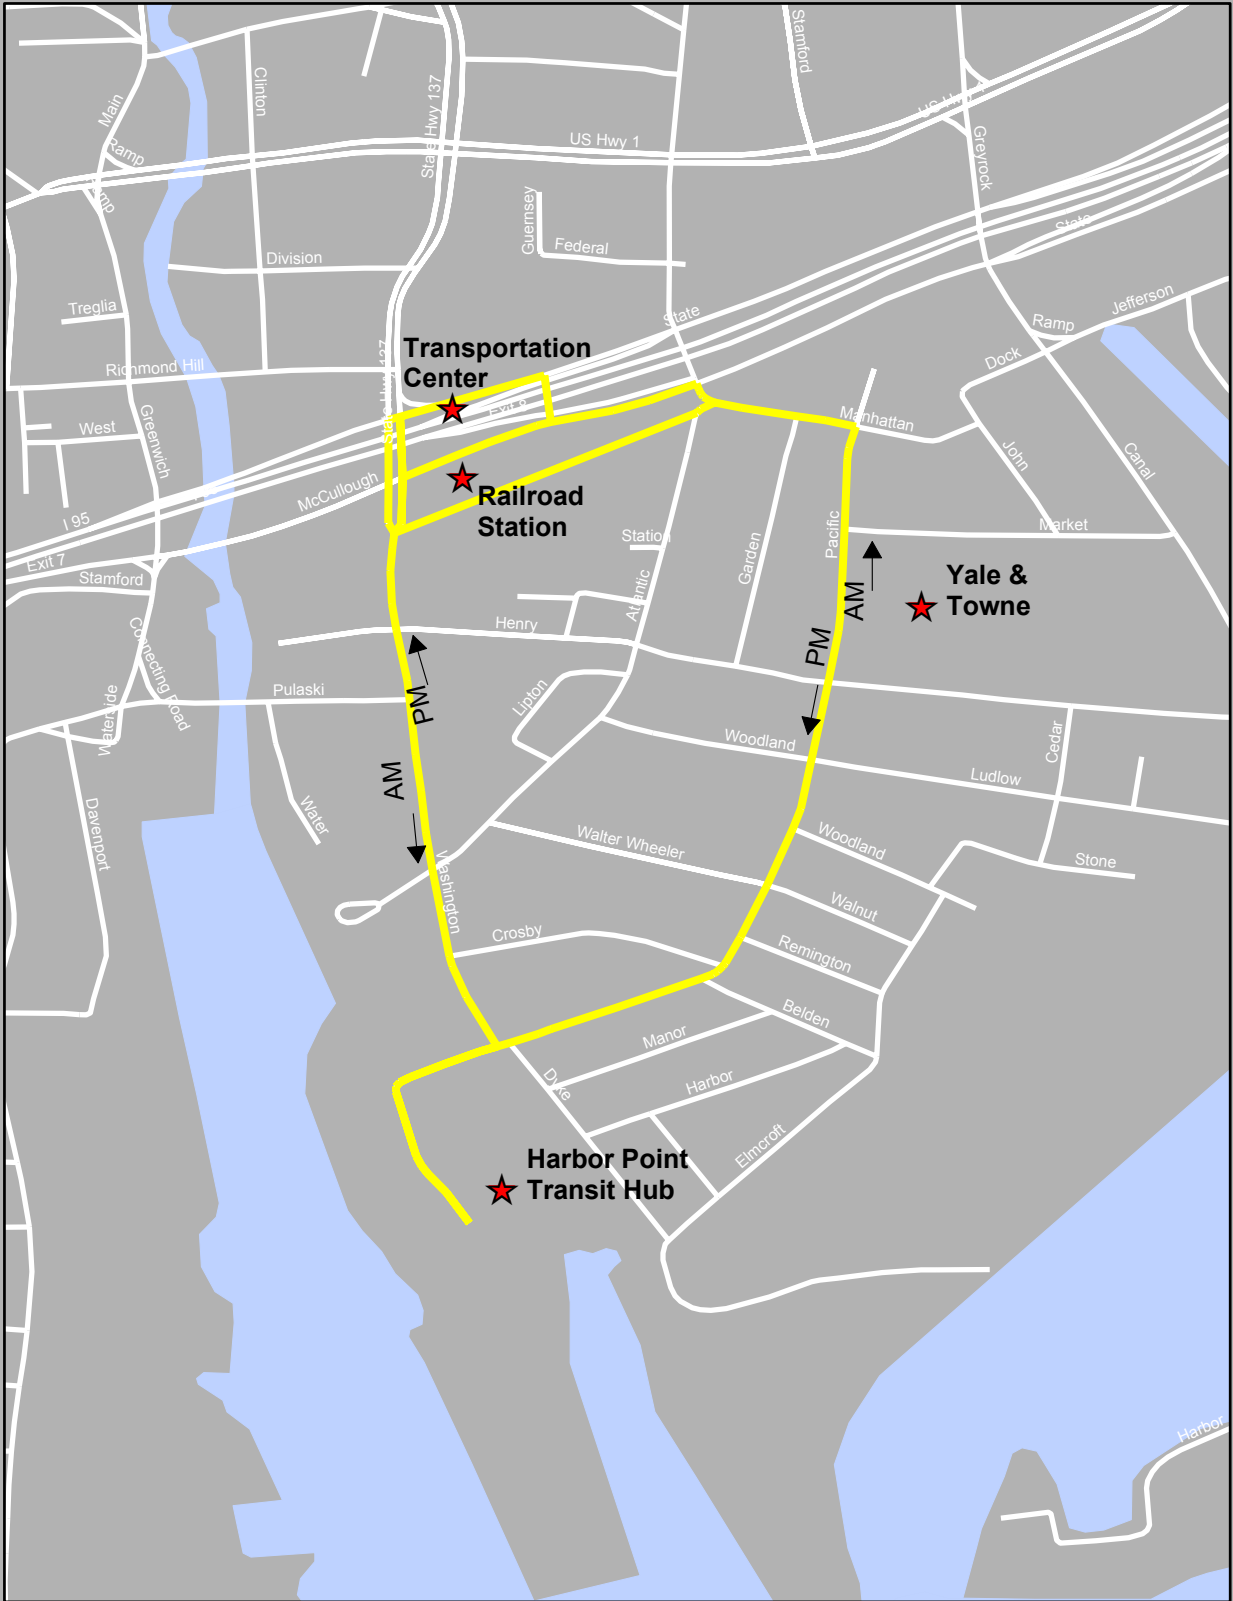 Stamford
Clinton
State Hwy 137
Main
US Hwy 1
US Hwy 1
Ramp
Greyrock
Ramp
Guernsey
Federal
State
Division
Treglia
State
Jefferson
Ramp
Dock
Richmond Hill
State Hwy 137
Transportation
Center
Exit 8
West
Greenwich
Manhattan
John
Canal
McCullough
Railroad
Station
I 95
Pacific
Market
Station
Garden
Exit 7
Stamford
Atlantic
AM
Yale &
Towne
Henry
PM
Connecting Road
Pulaski
Lipton
PM
Waterside
Woodland
Cedar
Ludlow
AM
Water
Davenport
Walter Wheeler
Woodland
Stone
Washington
Walnut
Crosby
Remington
Belden
Manor
Dyke
Harbor
Elmcroft
Harbor Point
Transit Hub
Harbor